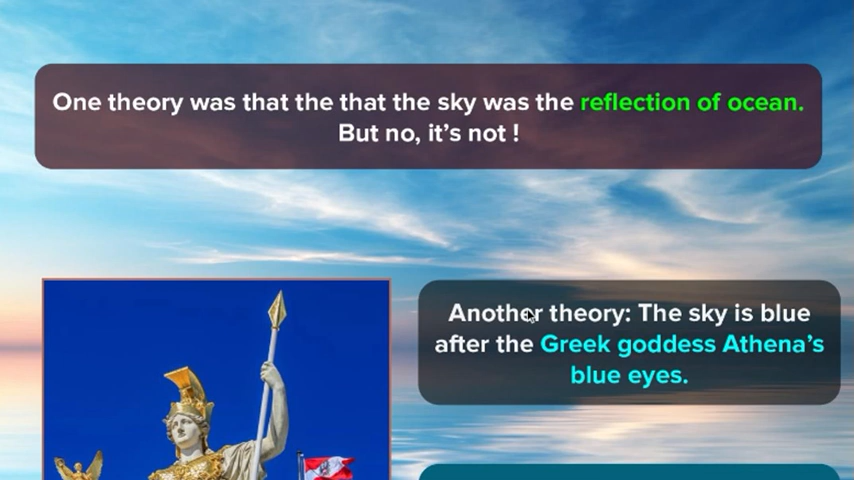 One theory was that the that the sky was the reflection of ocean.
But no, it’s not !
Another theory: The sky is blue
after the Greek goddess Athena’s
blue eyes.